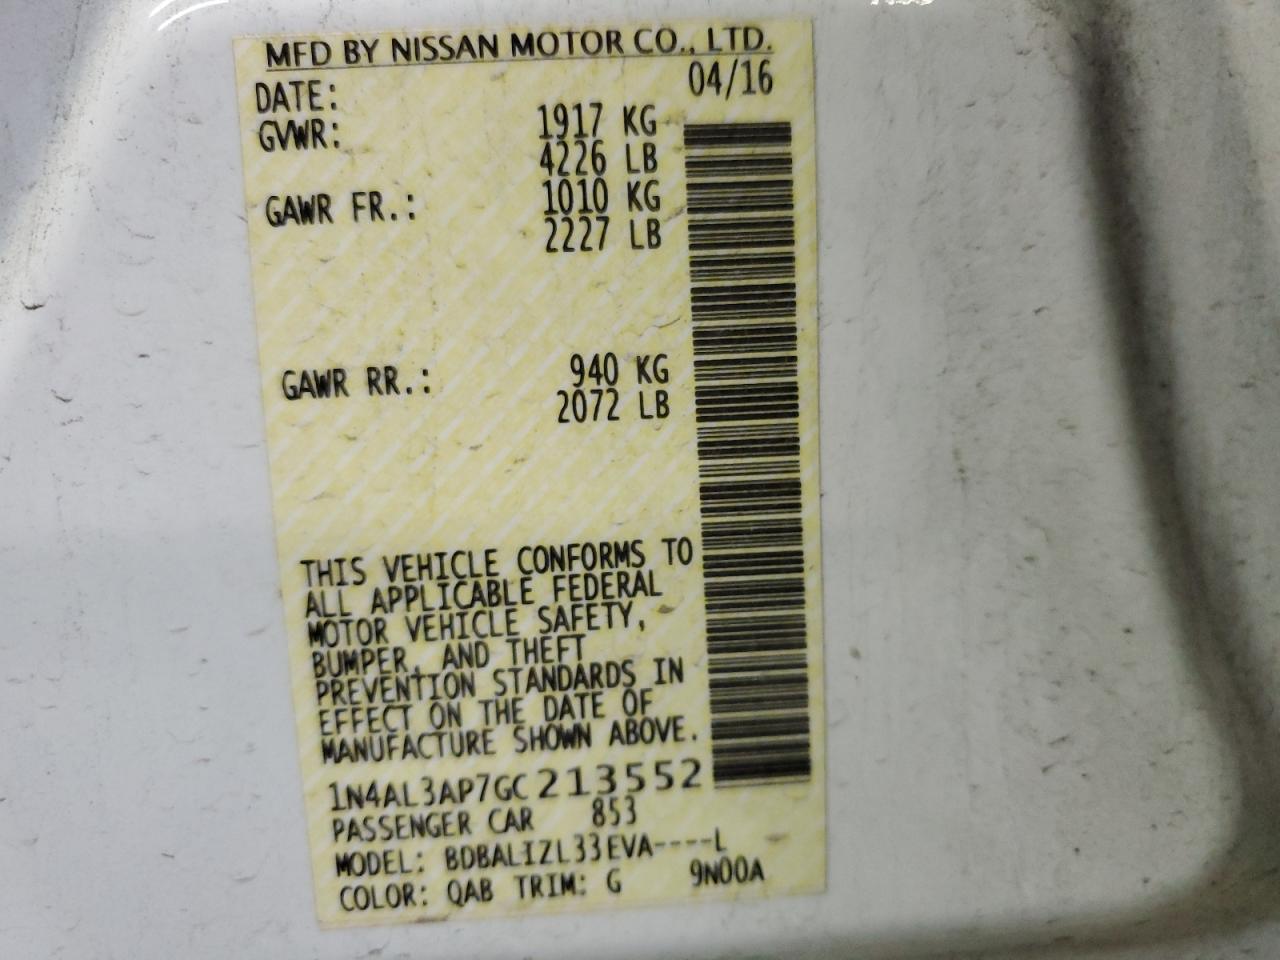 MFD BY NISSAN MOTOR CO., LTD.
DATE: 04/16
GVWR: 1917 KG
4226 LB
GAWR FR.: 1010 KG
2227 LB
GAWR RR.: 940 KG
2072 LB
THIS VEHICLE CONFORMS TO
ALL APPLICABLE FEDERAL
MOTOR VEHICLE SAFETY,
BUMPER, AND THEFT
PREVENTION STANDARDS IN
EFFECT ON THE DATE OF
MANUFACTURE SHOWN ABOVE.
1N4AL3AP7GC213552
PASSENGER CAR 853
MODEL: BDBALIZL33EVA----L
COLOR: QAB TRIM: G 9N00A